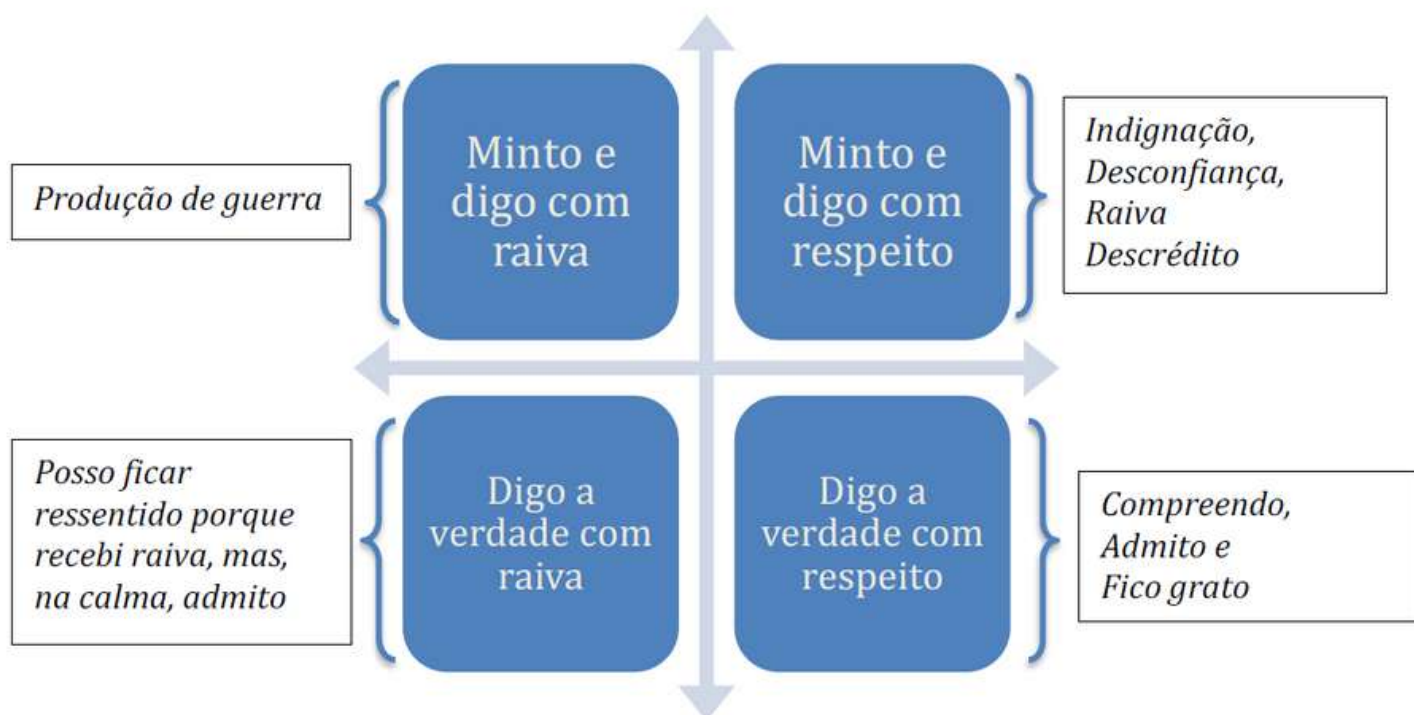 Produção de guerra
Minto e
digo com
raiva
Minto e
digo com
respeito
Indignação,
Desconfiança,
Raiva
Descrédito
Posso ficar
ressentido porque
recebi raiva, mas,
na calma, admito
Digo a
verdade com
raiva
Digo a
verdade com
respeito
Compreendo,
Admito e
Fico grato